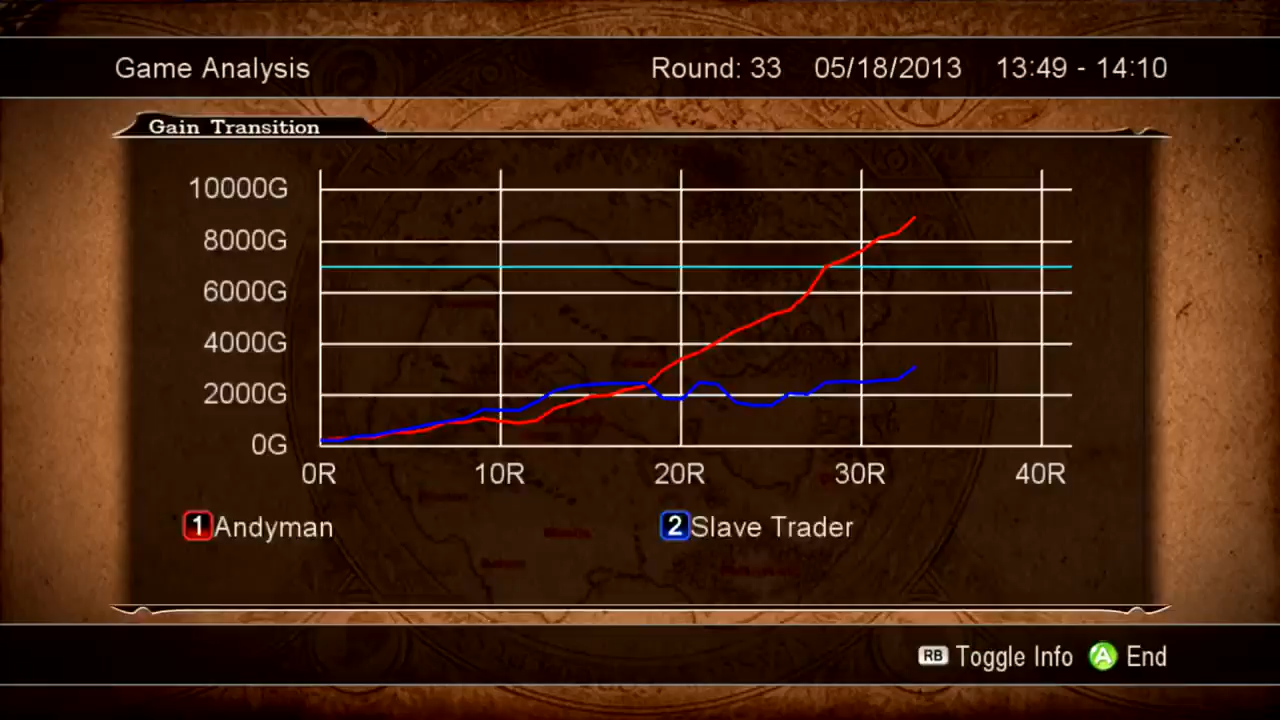 Game Analysis Round: 33 05/18/2013 13:49 - 14:10
Gain Transition
10000G
8000G
6000G
4000G
2000G
0G
0R 10R 20R 30R 40R
1 Andyman 2 Slave Trader
RB Toggle Info A End